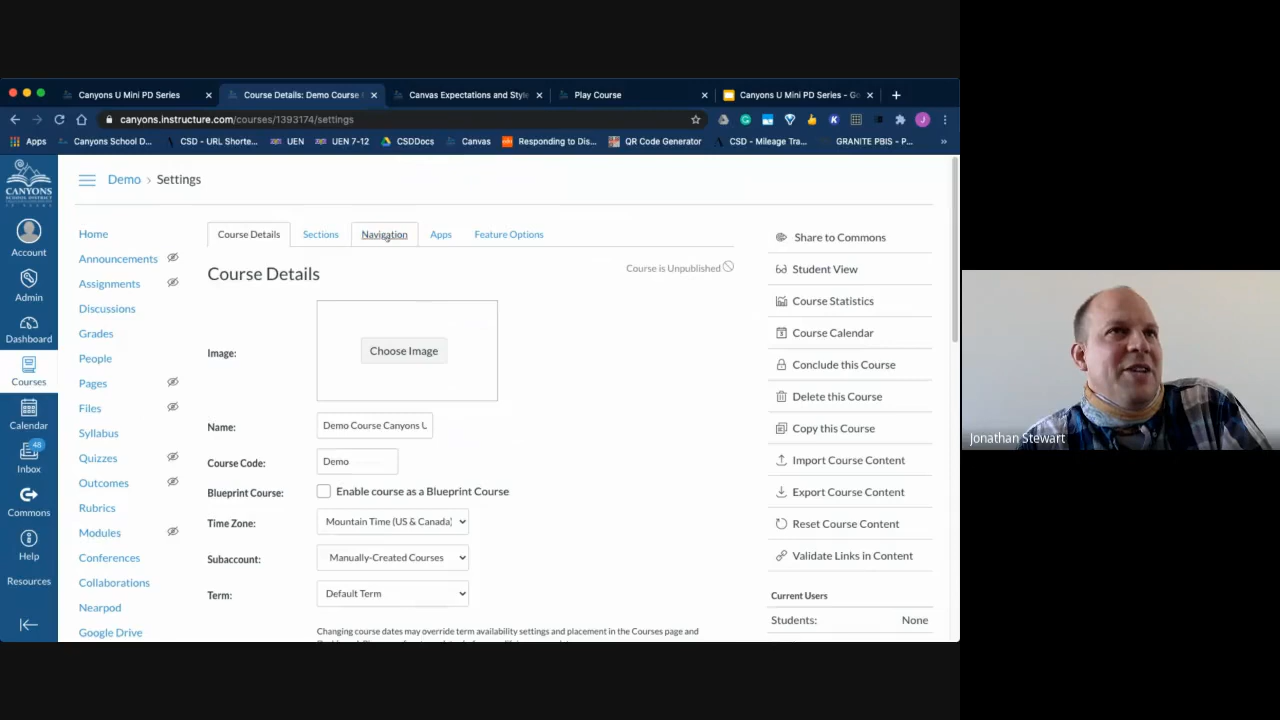 Canyons U Mini PD Series
Course Details: Demo Course
Canvas Expectations and Style
Play Course
Canyons U Mini PD Series - Go
canyons.instructure.com/courses/1393174/settings
Apps
Canyons School D...
CSD - URL Shorte...
UEN
UEN 7-12
CSDDocs
Canvas
Responding to Dis...
QR Code Generator
CSD - Mileage Tra...
GRANITE PBIS - P...
CANYONS
SCHOOL DISTRICT
Account
Admin
Dashboard
Courses
Calendar
48
Inbox
Commons
Help
Resources
Demo › Settings
Home
Announcements
Assignments
Discussions
Grades
People
Pages
Files
Syllabus
Quizzes
Outcomes
Rubrics
Modules
Conferences
Collaborations
Nearpod
Google Drive
Course Details
Sections
Navigation
Apps
Feature Options
Course Details
Course is Unpublished
Image:
Choose Image
Name:
Demo Course Canyons U
Course Code:
Demo
Blueprint Course:
Enable course as a Blueprint Course
Time Zone:
Mountain Time (US & Canada)
Subaccount:
Manually-Created Courses
Term:
Default Term
Changing course dates may override term availability settings and placement in the Courses page and
Share to Commons
Student View
Course Statistics
Course Calendar
Conclude this Course
Delete this Course
Copy this Course
Import Course Content
Export Course Content
Reset Course Content
Validate Links in Content
Current Users
Students:
None
Jonathan Stewart